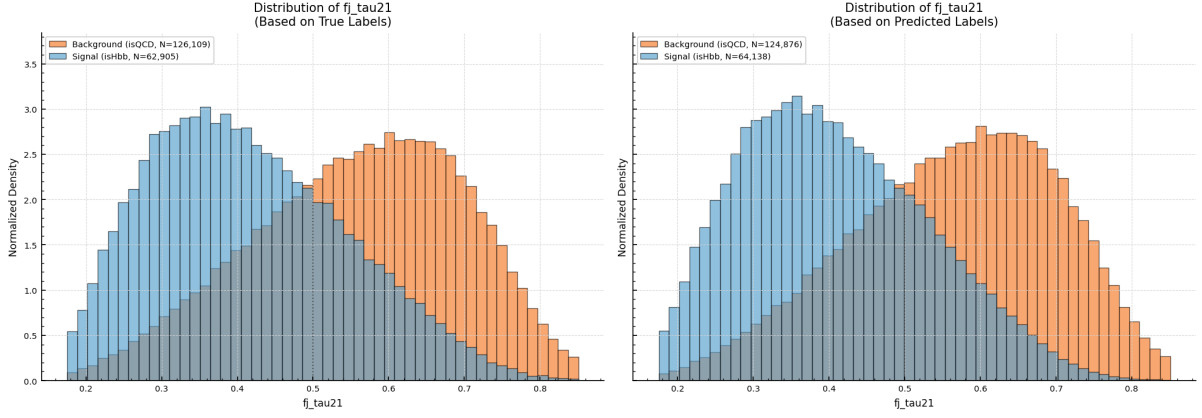 Distribution of fj_tau21
(Based on True Labels)
Background (isQCD, N=126,109)
Signal (isHbb, N=62,905)
Normalized Density
3.5
3.0
2.5
2.0
1.5
1.0
0.5
0.0
0.2 0.3 0.4 0.5 0.6 0.7 0.8
fj_tau21
Distribution of fj_tau21
(Based on Predicted Labels)
Background (isQCD, N=124,876)
Signal (isHbb, N=64,138)
Normalized Density
0.2 0.3 0.4 0.5 0.6 0.7 0.8
fj_tau21